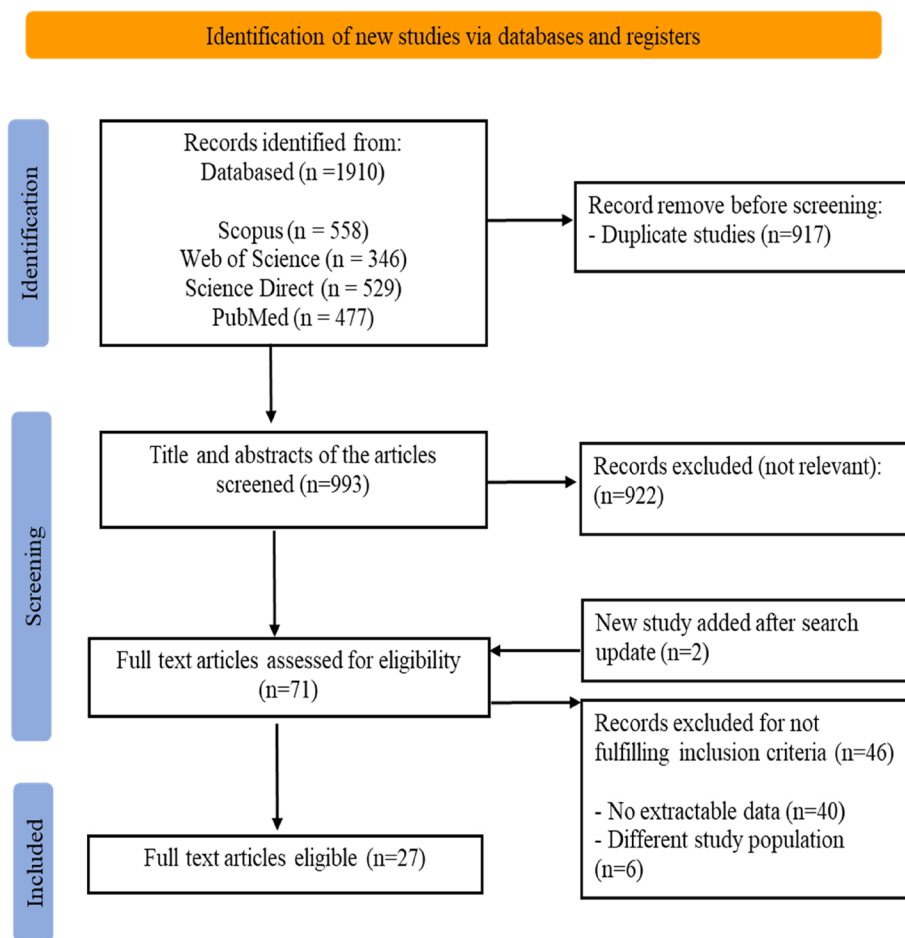 Identification of new studies via databases and registers
Identification
Records identified from:
Databased (n =1910)
Scopus (n = 558)
Web of Science (n = 346)
Science Direct (n = 529)
PubMed (n = 477)
Record remove before screening:
- Duplicate studies (n=917)
Screening
Title and abstracts of the articles
screened (n=993)
Records excluded (not relevant):
(n=922)
New study added after search
update (n=2)
Full text articles assessed for eligibility
(n=71)
Records excluded for not
fulfilling inclusion criteria (n=46)
- No extractable data (n=40)
- Different study population
(n=6)
Included
Full text articles eligible (n=27)